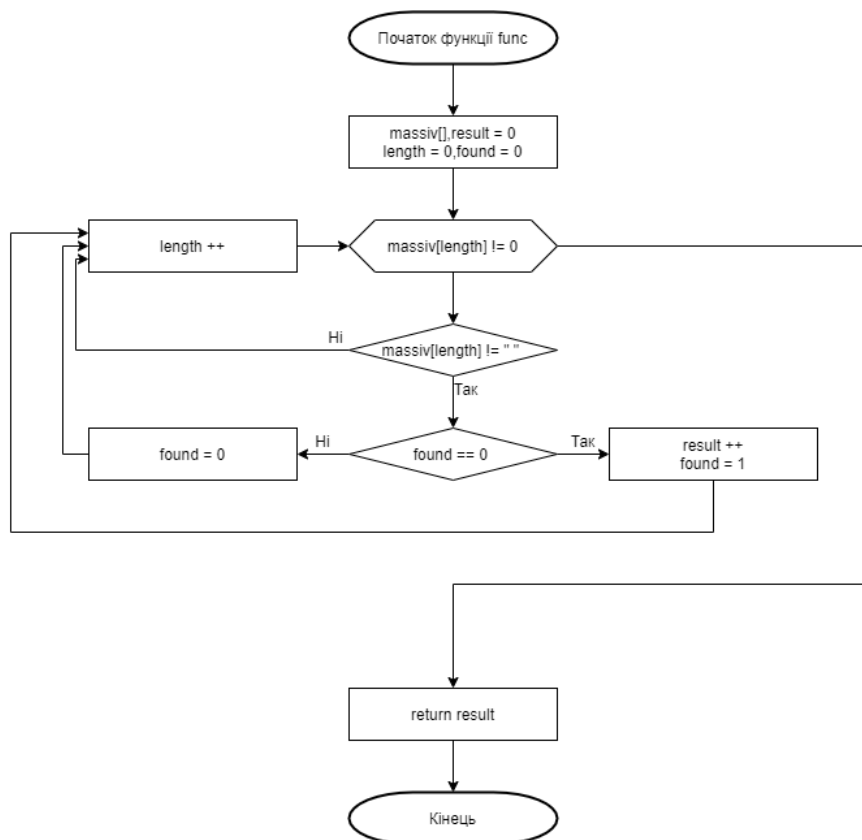 Початок функції func
massiv[],result = 0
length = 0,found = 0
length ++
massiv[length] != 0
Ні
massiv[length] != " "
Так
found = 0
Ні
found == 0
Так
result ++
found = 1
return result
Кінець